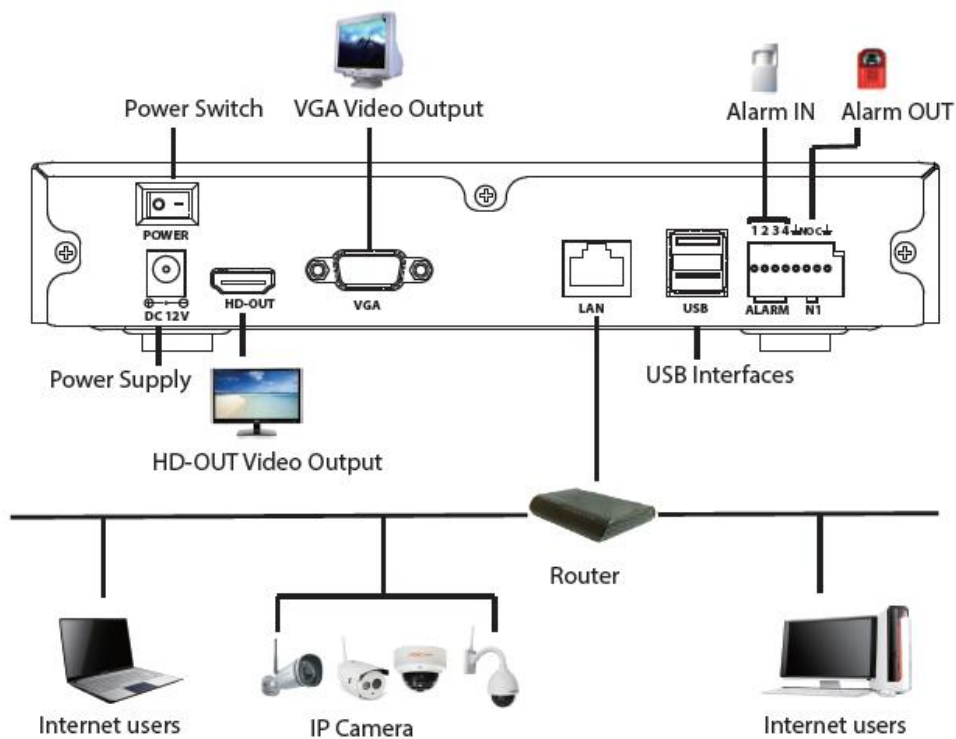 Power Switch
VGA Video Output
Alarm IN
Alarm OUT
1 2 3 4 NO C
POWER
DC 12V
HD-OUT
VGA
LAN
USB
ALARM
N1
Power Supply
USB Interfaces
HD-OUT Video Output
Router
Internet users
IP Camera
Internet users